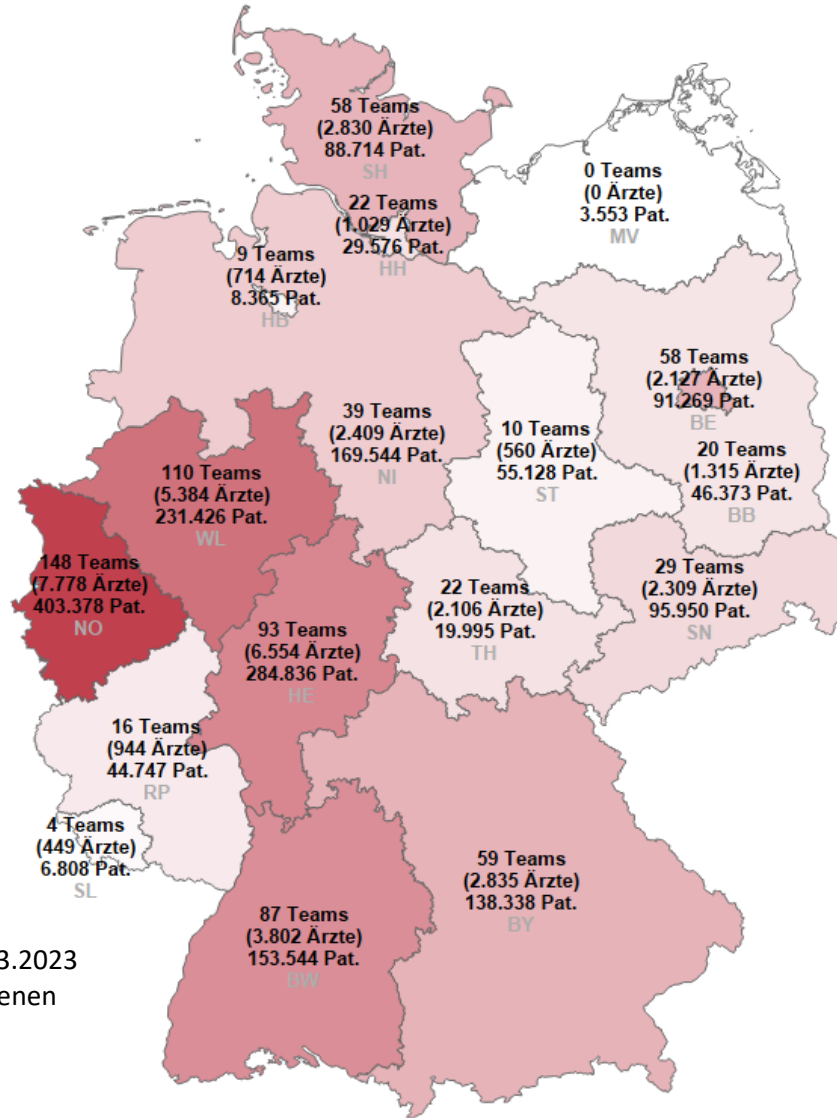 58 Teams
(2.830 Ärzte)
88.714 Pat.
SH
0 Teams
(0 Ärzte)
3.553 Pat.
MV
22 Teams
(1.029 Ärzte)
29.576 Pat.
HH
9 Teams
(714 Ärzte)
8.365 Pat.
HB
58 Teams
(2.127 Ärzte)
91.269 Pat.
BE
39 Teams
(2.409 Ärzte)
169.544 Pat.
NI
10 Teams
(560 Ärzte)
55.128 Pat.
ST
20 Teams
(1.315 Ärzte)
46.373 Pat.
BB
110 Teams
(5.384 Ärzte)
231.426 Pat.
WL
148 Teams
(7.778 Ärzte)
403.378 Pat.
NO
29 Teams
(2.309 Ärzte)
95.950 Pat.
SN
22 Teams
(2.106 Ärzte)
19.995 Pat.
TH
93 Teams
(6.554 Ärzte)
284.836 Pat.
HE
16 Teams
(944 Ärzte)
44.747 Pat.
RP
4 Teams
(449 Ärzte)
6.808 Pat.
SL
59 Teams
(2.835 Ärzte)
138.338 Pat.
BY
87 Teams
(3.802 Ärzte)
153.544 Pat.
BW
3.2023
enen